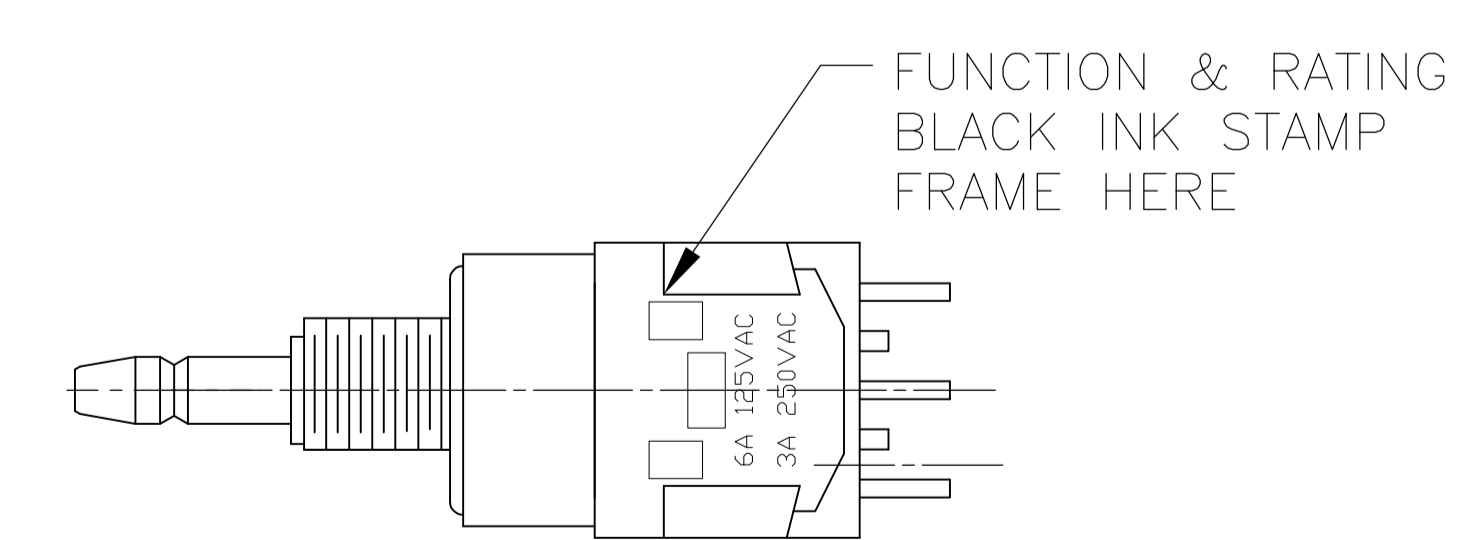 FUNCTION & RATING
BLACK INK STAMP
FRAME HERE
6A 125VAC
3A 250VAC